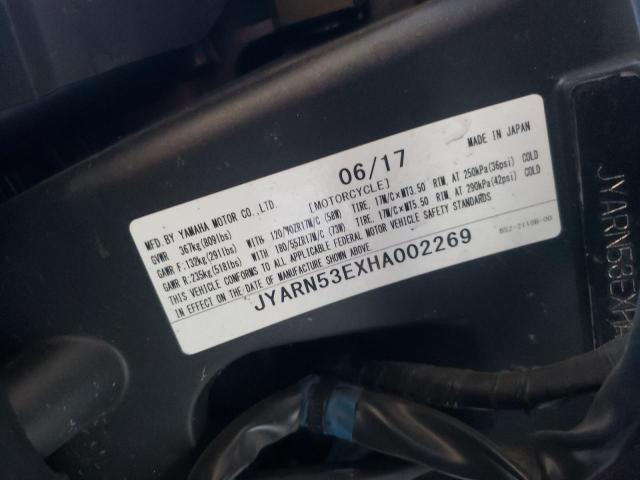 06/17
MADE IN JAPAN
MFD. BY YAMAHA MOTOR CO.,LTD. [MOTORCYCLE]
GVWR 367kg(809lbs)
GAWR F:132kg(291lbs) WITH 120/70ZR17M/C (58W) TIRE, 17M/C×MT3.50 RIM, AT 250kPa(36psi) COLD
GAWR R:235kg(518lbs) WITH 180/55ZR17M/C (73W) TIRE, 17M/C×MT5.50 RIM, AT 290kPa(42psi) COLD
THIS VEHICLE CONFORMS TO ALL APPLICABLE FEDERAL MOTOR VEHICLE SAFETY STANDARDS
IN EFFECT ON THE DATE OF MANUFACTURE SHOWN ABOVE.
JYARN53EXHA002269
JYARN53EXHA